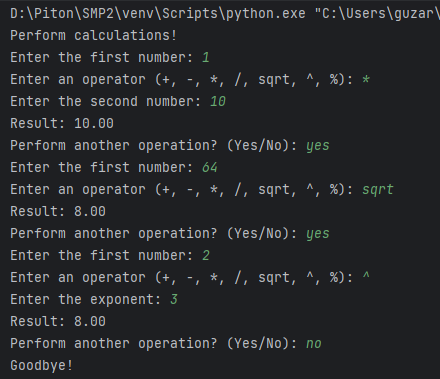 D:\Piton\SMP2\venv\Scripts\python.exe "C:\Users\guzar\
Perform calculations!
Enter the first number: 1
Enter an operator (+, -, *, /, sqrt, ^, %): *
Enter the second number: 10
Result: 10.00
Perform another operation? (Yes/No): yes
Enter the first number: 64
Enter an operator (+, -, *, /, sqrt, ^, %): sqrt
Result: 8.00
Perform another operation? (Yes/No): yes
Enter the first number: 2
Enter an operator (+, -, *, /, sqrt, ^, %): ^
Enter the exponent: 3
Result: 8.00
Perform another operation? (Yes/No): no
Goodbye!